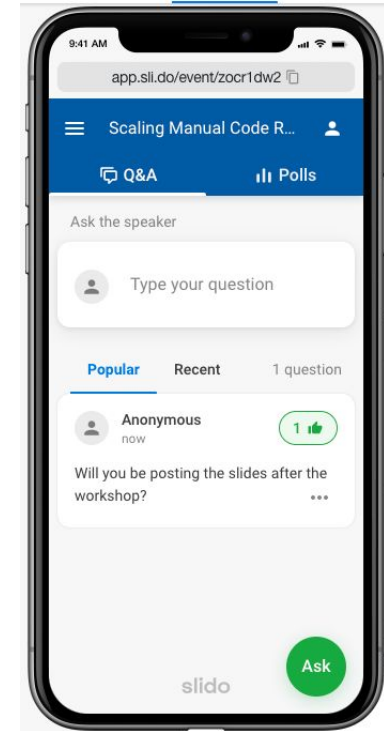 9:41 AM
app.sli.do/event/zocr1dw2
Scaling Manual Code R...
Q&A Polls
Ask the speaker
Type your question
Popular Recent 1 question
Anonymous 1
now
Will you be posting the slides after the
workshop?
Ask
slido